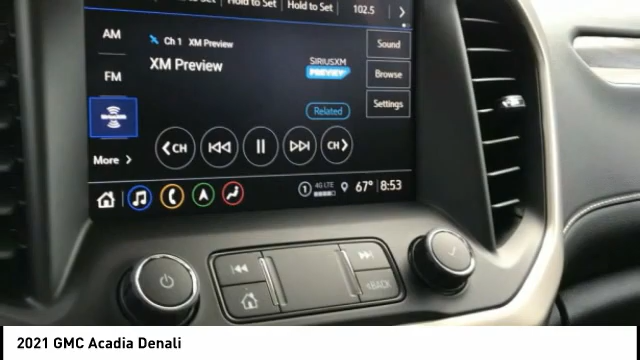 Hold to Set Hold to Set 102.5
AM
Ch 1 XM Preview
Sound
XM Preview
SIRIUSXM
PREVIEW
FM
Browse
Related
Settings
CH CH
More
1 4G LTE 67° 8:53
BACK
2021 GMC Acadia Denali